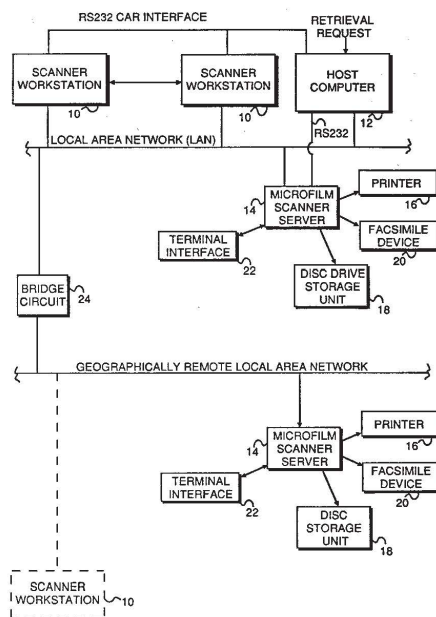 RS232 CAR INTERFACE
RETRIEVAL
REQUEST
SCANNER
WORKSTATION
10
SCANNER
WORKSTATION
10
HOST
COMPUTER
12
RS232
LOCAL AREA NETWORK (LAN)
14
MICROFILM
SCANNER
SERVER
PRINTER
16
TERMINAL
INTERFACE
22
FACSIMILE
DEVICE
20
DISC DRIVE
STORAGE
UNIT
18
BRIDGE
CIRCUIT
24
GEOGRAPHICALLY REMOTE LOCAL AREA NETWORK
14
MICROFILM
SCANNER
SERVER
PRINTER
16
TERMINAL
INTERFACE
22
FACSIMILE
DEVICE
20
DISC
STORAGE
UNIT
18
SCANNER
WORKSTATION
10